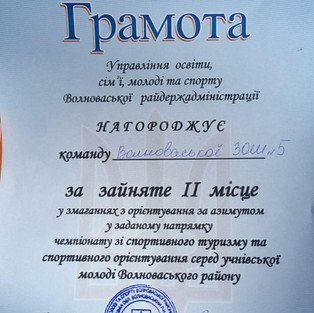 Грамота
Управління освіти,
сім'ї, молоді та спорту
Волноваської райдержадміністрації
НАГОРОДЖУЄ
команду Волноваської ЗОШ №5
за зайняте II місце
у змаганнях з орієнтування за азимутом
у заданому напрямку
чемпіонату зі спортивного туризму та
спортивного орієнтування серед учнівської
молоді Волноваського району